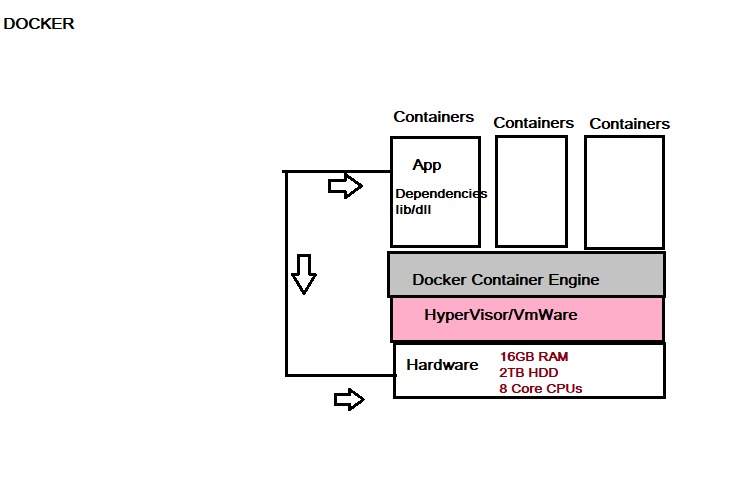 DOCKER
Containers
Containers
Containers
App
Dependencies
lib/dll
Docker Container Engine
HyperVisor/VmWare
Hardware
16GB RAM
2TB HDD
8 Core CPUs